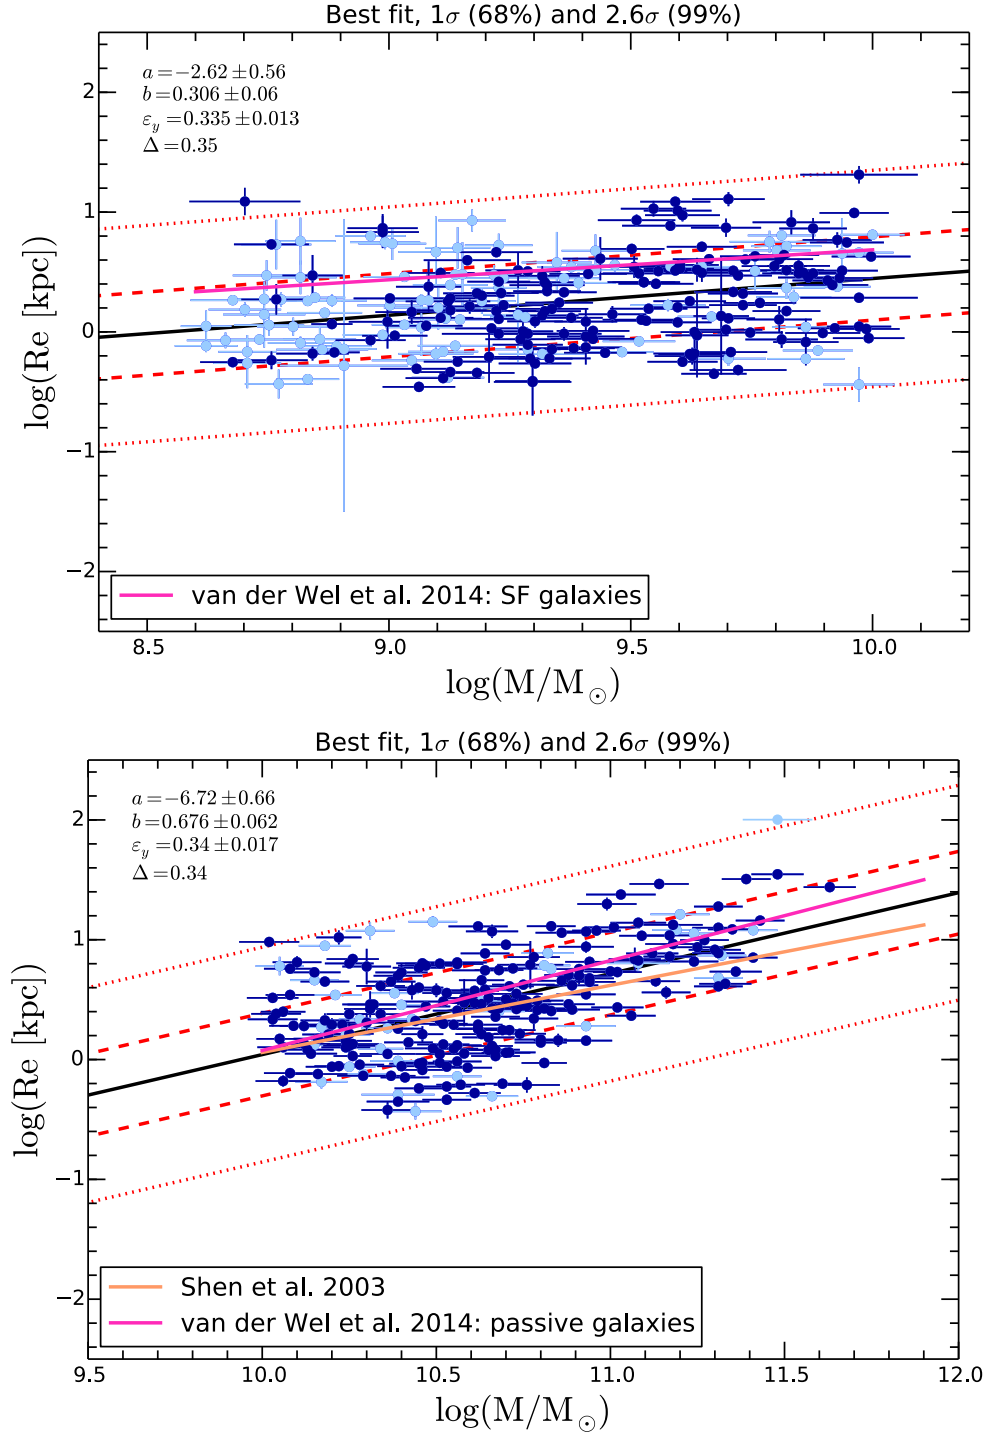 Best fit, 1σ (68%) and 2.6σ (99%)
a=−2.62±0.56
b=0.306±0.06
ε_y=0.335±0.013
Δ=0.35
2
1
0
−1
−2
log(Re [kpc])
van der Wel et al. 2014: SF galaxies
8.5 9.0 9.5 10.0
log(M/M⊙)
Best fit, 1σ (68%) and 2.6σ (99%)
a=−6.72±0.66
b=0.676±0.062
ε_y=0.34±0.017
Δ=0.34
2
1
0
−1
−2
log(Re [kpc])
Shen et al. 2003
van der Wel et al. 2014: passive galaxies
9.5 10.0 10.5 11.0 11.5 12.0
log(M/M⊙)